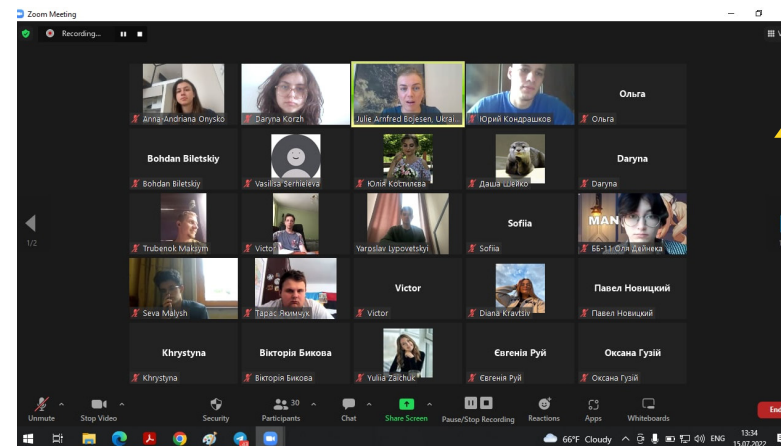 Zoom Meeting
Recording...
Anna-Andriana Onysko
Daryna Korzh
Julie Arnfred Bojesen, Ukrai...
Юрий Кондрашков
Ольга
Ольга
Bohdan Biletskiy
Bohdan Biletskiy
Vasilisa Serhieieva
Юлія Костилєва
Даша Шейко
Daryna
Daryna
Trubenok Maksym
Victor
Yaroslav Lypovetskyi
Sofiia
Sofiia
MAN
ББ-11 Оля Дейнека
1/2
Seva Malysh
Тарас Якимчук
Victor
Victor
Diana Kravtsiv
Павел Новицкий
Павел Новицкий
Khrystyna
Khrystyna
Вікторія Бикова
Вікторія Бикова
Yuliia Zaichuk
Євгенія Руй
Євгенія Руй
Оксана Гузій
Оксана Гузій
Unmute
Stop Video
Security
30
Participants
Chat
Share Screen
Pause/Stop Recording
Reactions
Apps
Whiteboards
End
66°F Cloudy
ENG
13:34
15.07.2022